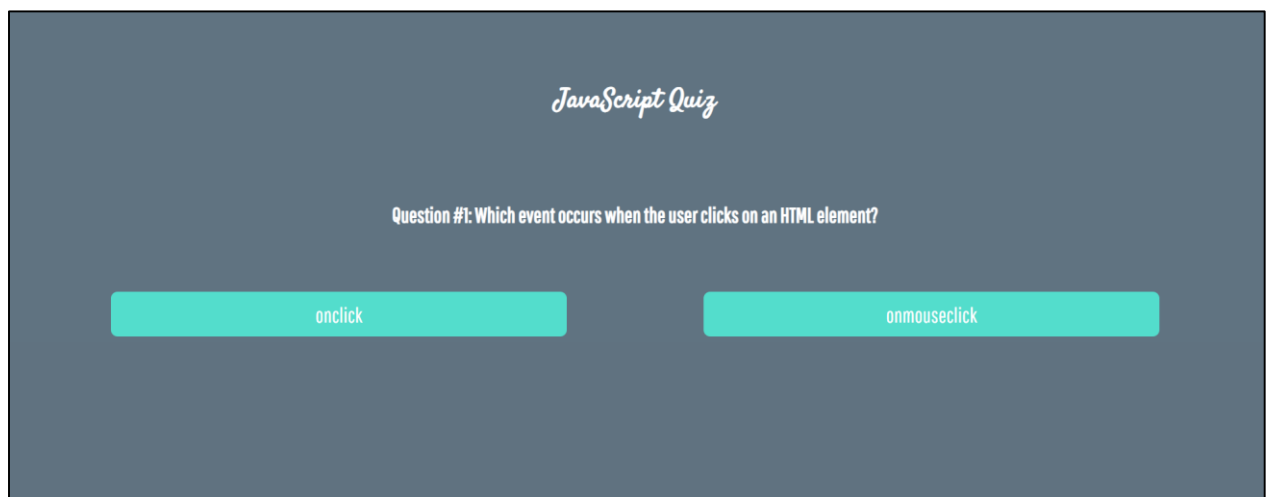 JavaScript Quiz
Question #1: Which event occurs when the user clicks on an HTML element?
onclick
onmouseclick